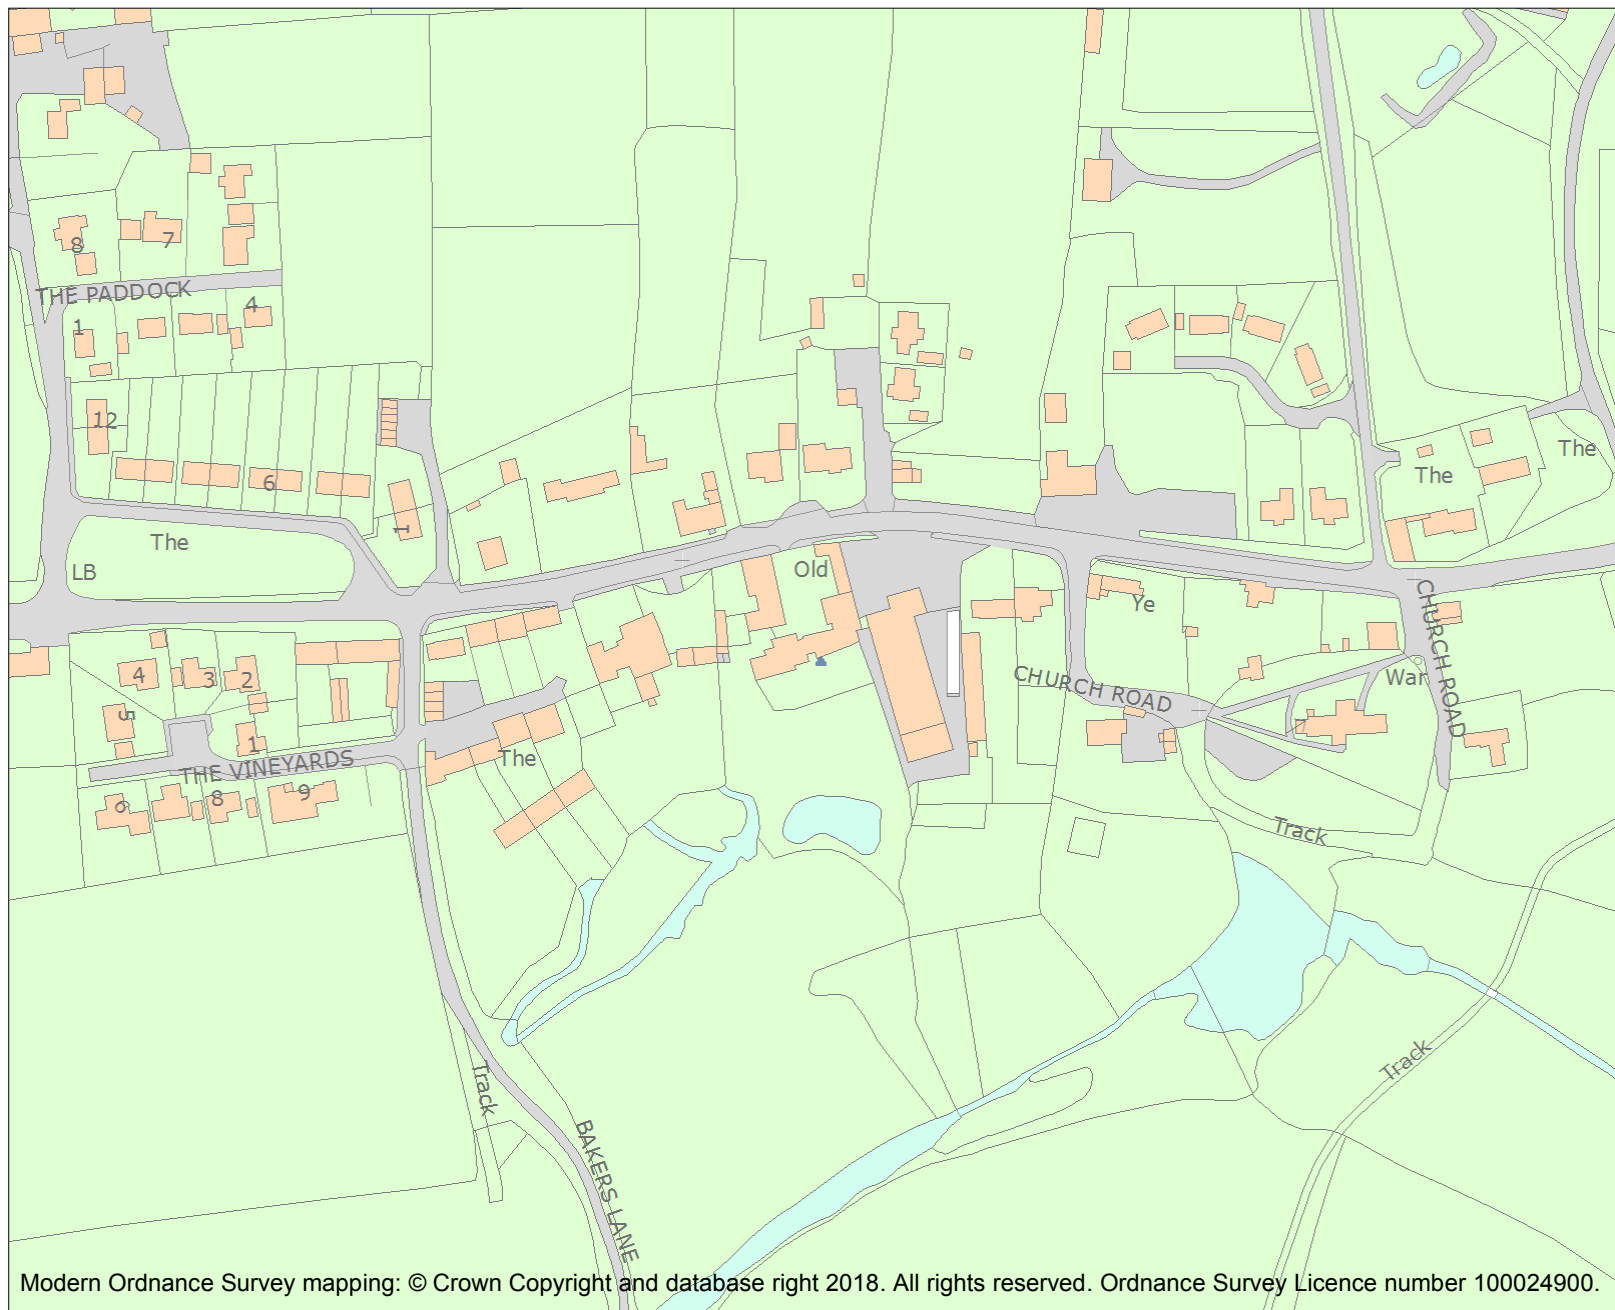 8
7
THE PADDOCK
4
1
12
6
1
The
LB
The
The
Old
Ye
CHURCH ROAD
CHURCH ROAD
War
4
3
2
5
1
THE VINEYARDS
The
6
8
9
Track
Track
Track
BAKERS LANE
Modern Ordnance Survey mapping: © Crown Copyright and database right 2018. All rights reserved. Ordnance Survey Licence number 100024900.